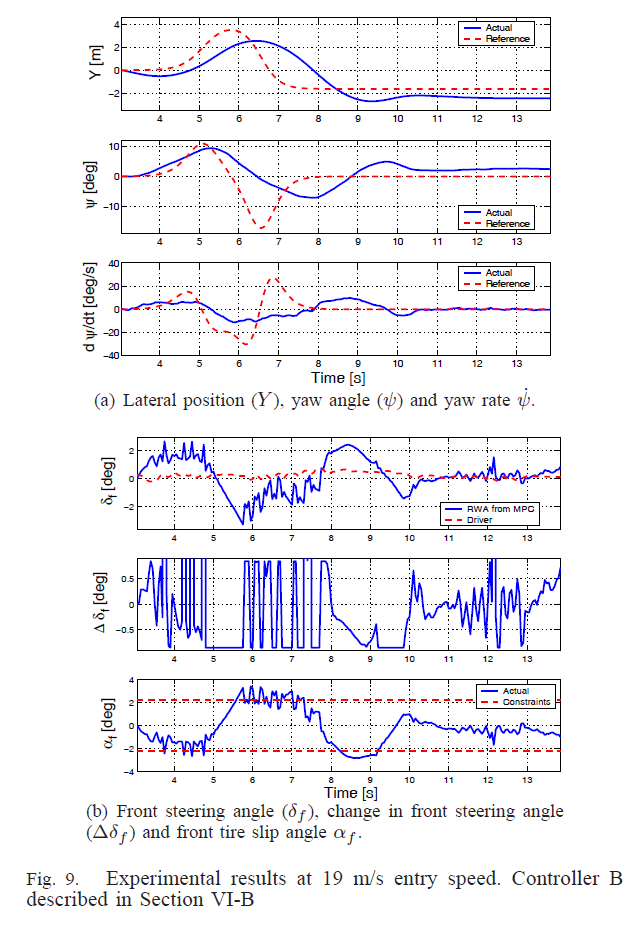 Y [m]
4
2
0
−2
Actual
Reference
4 5 6 7 8 9 10 11 12 13
ψ [deg]
10
0
−10
Actual
Reference
4 5 6 7 8 9 10 11 12 13
d ψ/dt [deg/s]
40
20
0
−20
−40
Actual
Reference
4 5 6 7 8 9 10 11 12 13
Time [s]
(a) Lateral position (Y), yaw angle (ψ) and yaw rate ψ̇.
δf [deg]
2
0
−2
RWA from MPC
Driver
4 5 6 7 8 9 10 11 12 13
Δ δf [deg]
0.5
0
−0.5
4 5 6 7 8 9 10 11 12 13
αf [deg]
4
2
0
−2
−4
Actual
Constraints
4 5 6 7 8 9 10 11 12 13
Time [s]
(b) Front steering angle (δf), change in front steering angle
(Δδf) and front tire slip angle αf.
Fig. 9. Experimental results at 19 m/s entry speed. Controller B
described in Section VI-B